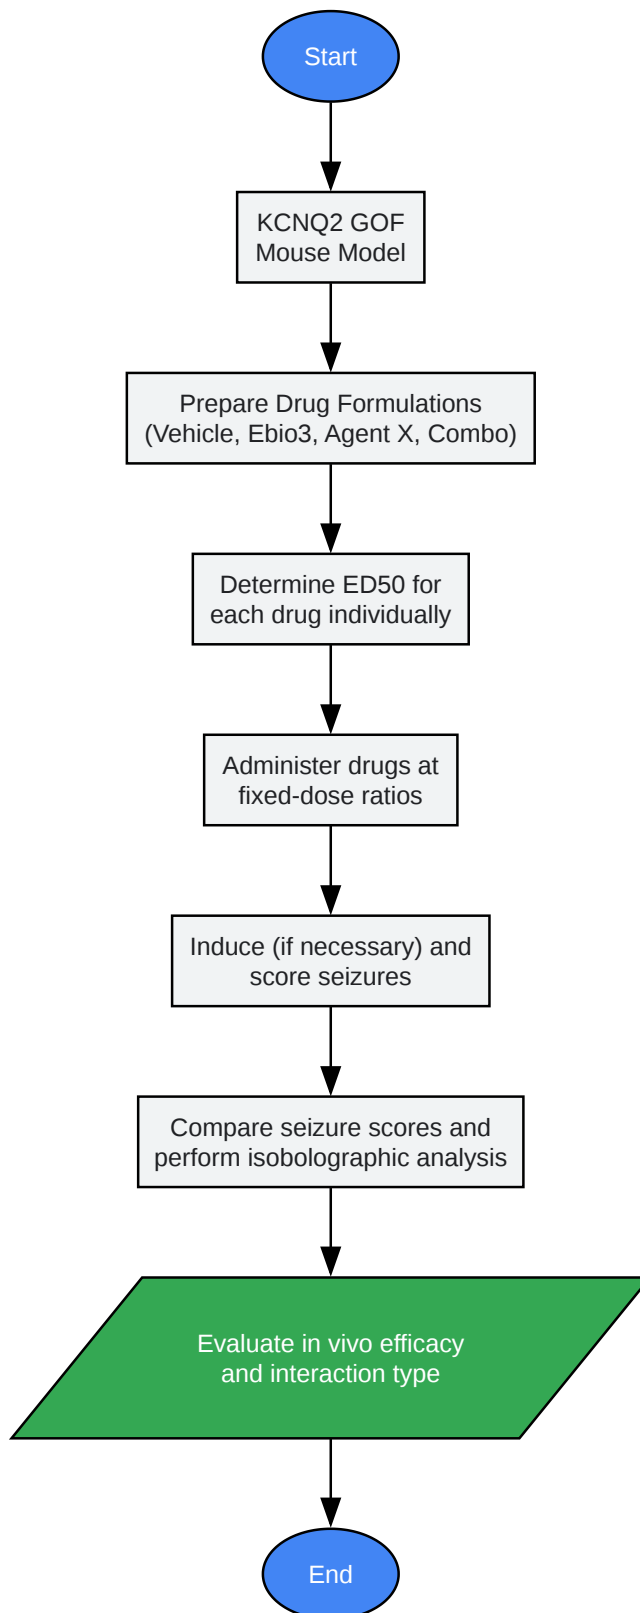 Start
KCNQ2 GOF
Mouse Model
Prepare Drug Formulations
(Vehicle, Ebio3, Agent X, Combo)
Determine ED50 for
each drug individually
Administer drugs at
fixed-dose ratios
Induce (if necessary) and
score seizures
Compare seizure scores and
perform isobolographic analysis
Evaluate in vivo efficacy
and interaction type
End